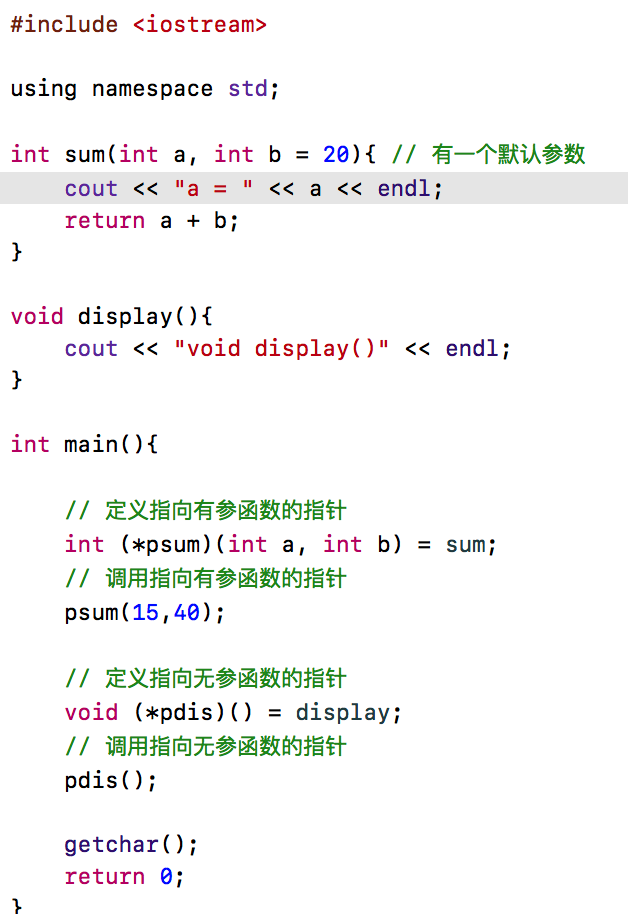 #include <iostream>
using namespace std;
int sum(int a, int b = 20){ // 有一个默认参数
    cout << "a = " << a << endl;
    return a + b;
}
void display(){
    cout << "void display()" << endl;
}
int main(){
    // 定义指向有参函数的指针
    int (*psum)(int a, int b) = sum;
    // 调用指向有参函数的指针
    psum(15,40);
    // 定义指向无参函数的指针
    void (*pdis)() = display;
    // 调用指向无参函数的指针
    pdis();
    getchar();
    return 0;
}